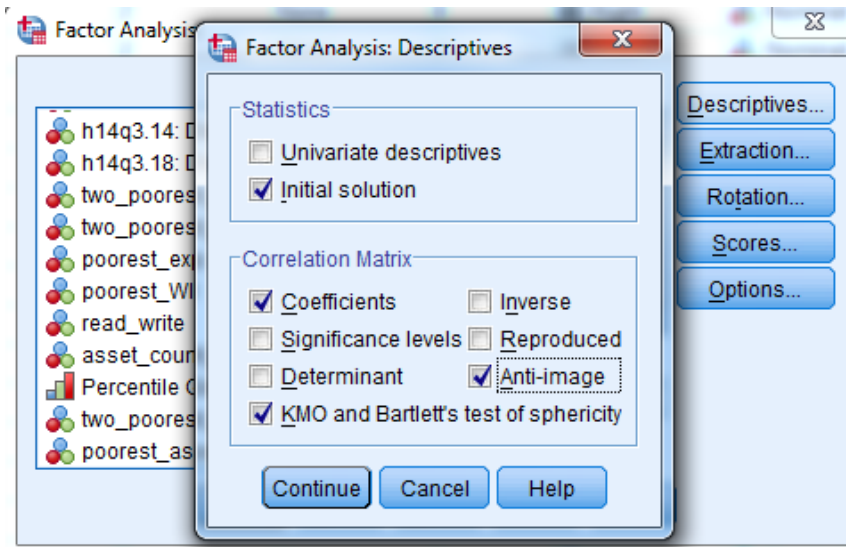 Factor Analysis
Factor Analysis: Descriptives
h14q3.14:
h14q3.18:
two_poores
two_poores
poorest_exp
poorest_WI
read_write
asset_coun
Percentile
two_poores
poorest_as
Statistics
Univariate descriptives
Initial solution
Correlation Matrix
Coefficients Inverse
Significance levels Reproduced
Determinant Anti-image
KMO and Bartlett's test of sphericity
Continue Cancel Help
Descriptives...
Extraction...
Rotation...
Scores...
Options...